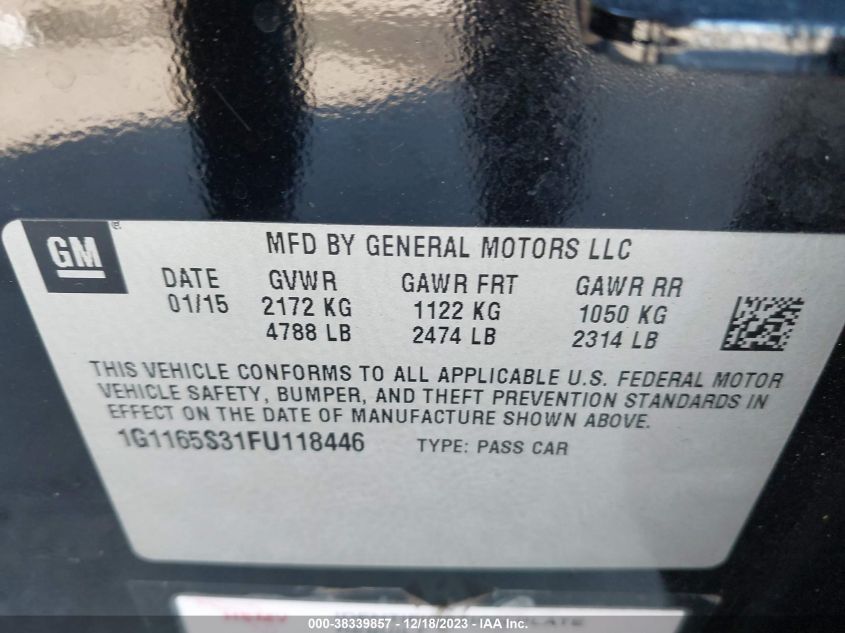 GM
MFD BY GENERAL MOTORS LLC
DATE GVWR GAWR FRT GAWR RR
01/15 2172 KG 1122 KG 1050 KG
4788 LB 2474 LB 2314 LB
THIS VEHICLE CONFORMS TO ALL APPLICABLE U.S. FEDERAL MOTOR
VEHICLE SAFETY, BUMPER, AND THEFT PREVENTION STANDARDS IN
EFFECT ON THE DATE OF MANUFACTURE SHOWN ABOVE.
1G1165S31FU118446 TYPE: PASS CAR
000-38339857 - 12/18/2023 - IAA Inc.